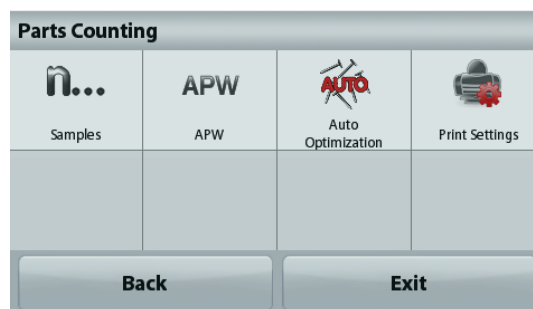 Parts Counting
n...
APW
AUTO
Samples
APW
Auto
Optimization
Print Settings
Back
Exit